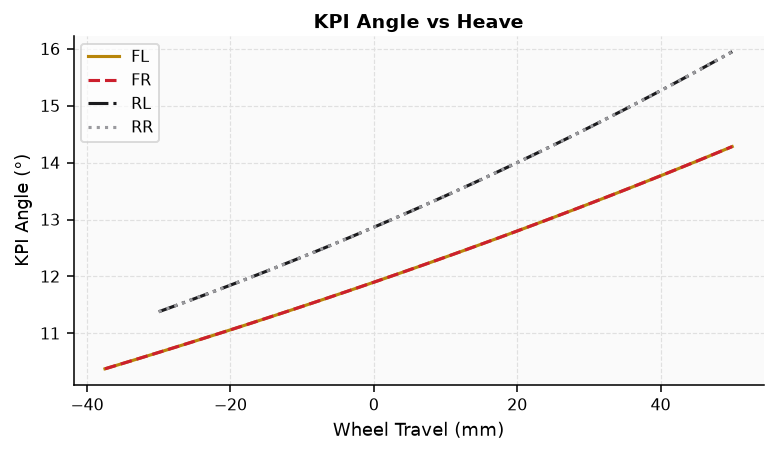 KPI Angle vs Heave
KPI Angle (°)
16
15
14
13
12
11
FL
FR
RL
RR
−40
−20
0
20
40
Wheel Travel (mm)